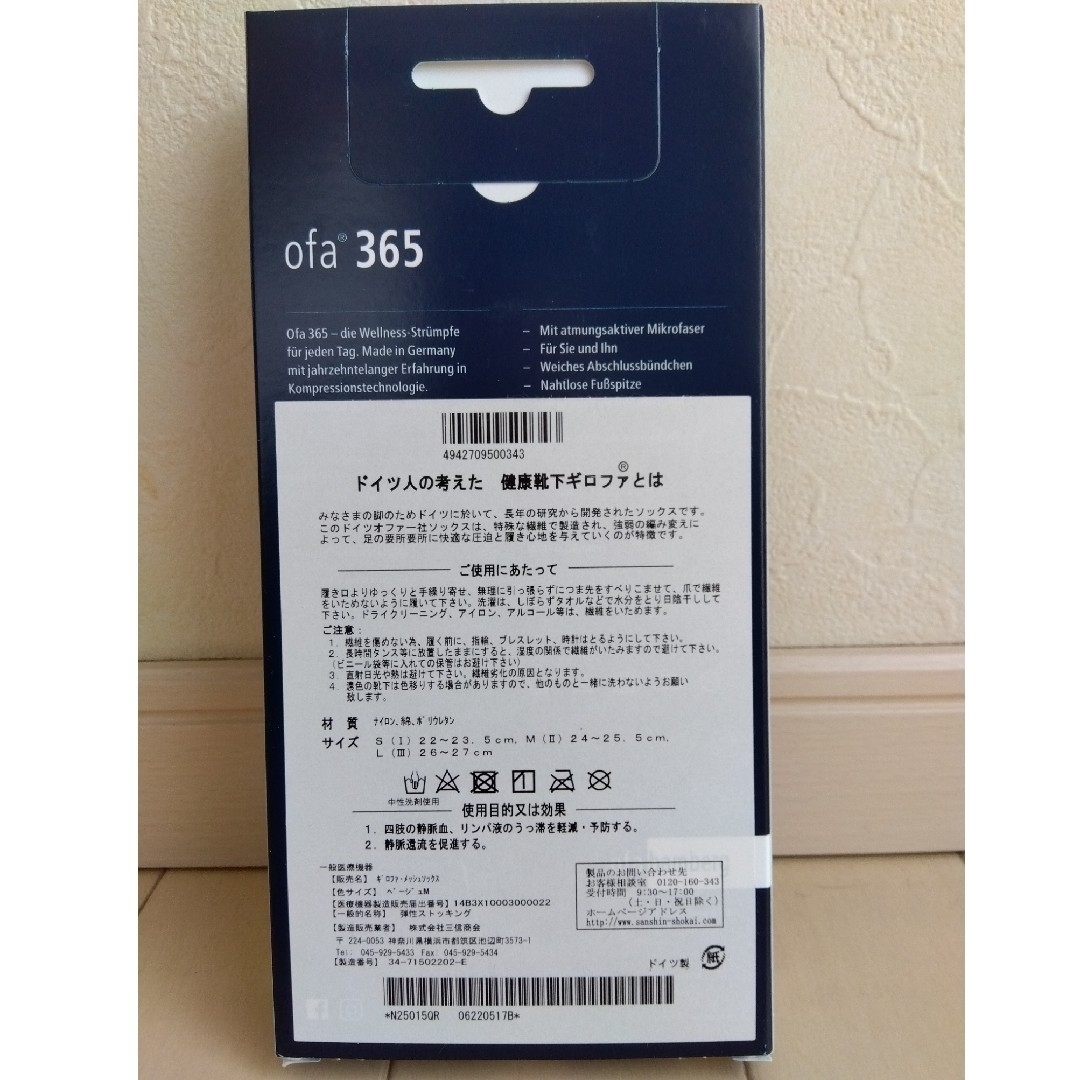 ofa® 365
Ofa 365 – die Wellness-Strümpfe
für jeden Tag. Made in Germany
mit jahrzehntelanger Erfahrung in
Kompressionstechnologie.
– Mit atmungsaktiver Mikrofaser
– Für Sie und Ihn
– Weiches Abschlussbündchen
– Nahtlose Fußspitze
4942709500343
ドイツ人の考えた 健康靴下ギロファ®とは
みなさまの脚のためドイツに於いて、長年の研究から開発されたソックスです。
このドイツオファー社ソックスは、特殊な繊維で製造され、強弱の編み変えに
よって、足の要所要所に快適な圧迫と履き心地を与えていくのが特徴です。
ご使用にあたって
履き口よりゆっくりと手繰り寄せ、無理に引っ張らずにつま先をすべりこませて、爪で繊維
をいためないように履いて下さい。洗濯は、しぼらずタオルなどで水分をとり日陰干しして
下さい。ドライクリーニング、アイロン、アルコール等は、繊維をいためます。
ご注意:
1. 繊維を傷めない為、履く前に、指輪、ブレスレット、時計はとるようにして下さい。
2. 長時間タンス等に放置したままにすると、湿度の関係で繊維がいたみますので避けて下さい。
(ビニール袋等に入れての保管はお避け下さい)
3. 直射日光や熱は避けて下さい。繊維劣化の原因となります。
4. 濃色の靴下は色移りする場合がありますので、他のものと一緒に洗わないようお願い
致します。
材 質 ナイロン、綿、ポリウレタン
サイズ S(Ⅰ)22~23.5cm, M(Ⅱ)24~25.5cm,
L(Ⅲ)26~27cm
中性洗剤使用
使用目的又は効果
1. 四肢の静脈血、リンパ液のうっ滞を軽減・予防する。
2. 静脈還流を促進する。
一般医療機器
【販売名】 ギロファ・メッシュソックス
【色サイズ】 ベージュM
【医療機器製造販売届出番号】14B3X10003000022
【一般的名称】 弾性ストッキング
【製造販売業者】 株式会社三信商会
〒224-0053 神奈川県横浜市都筑区池辺町3573-1
Tel: 045-929-5433 Fax: 045-929-5434
【製造番号】 34-71502202-E
製品のお問い合わせ先
お客様相談室 0120-160-343
受付時間 9:30~17:00
(土・日・祝日除く)
ホームページアドレス
http://www.sanshin-shokai.com
ドイツ製
紙
*N25015QR 06220517B*